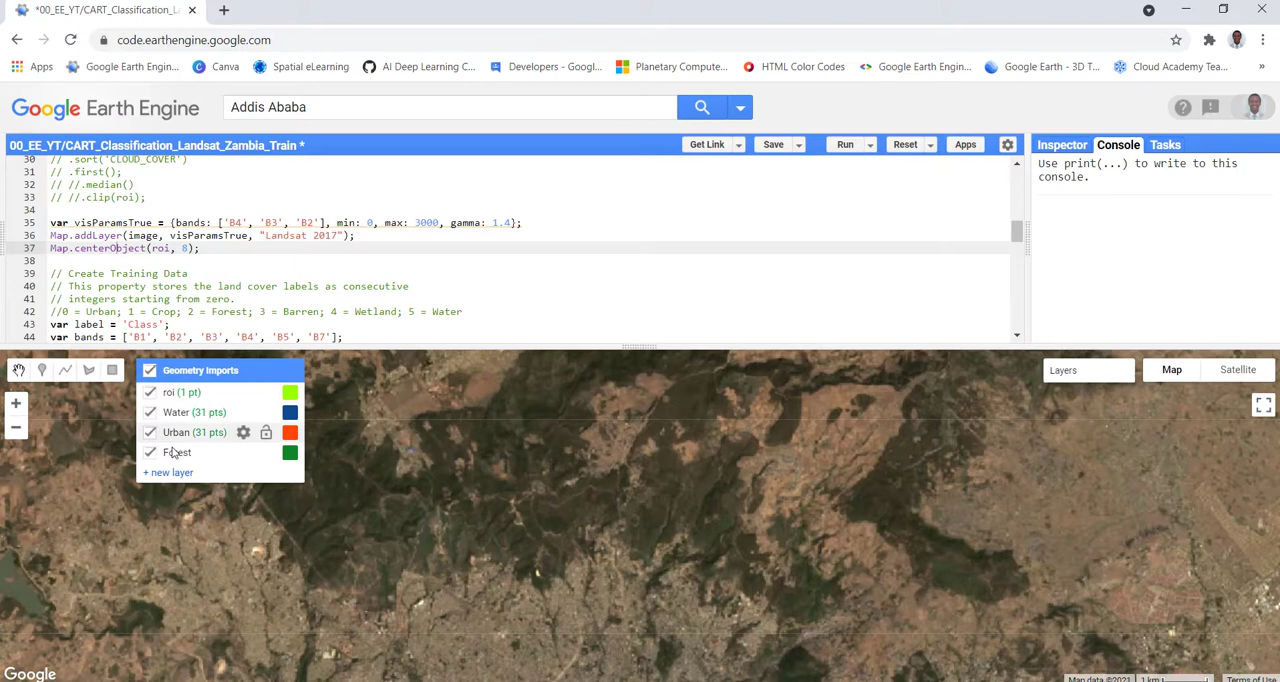 *00_EE_YT/CART_Classification_L
code.earthengine.google.com
Apps Google Earth Engin... Canva Spatial eLearning AI Deep Learning C... Developers - Googl... Planetary Compute... HTML Color Codes Google Earth Engin... Google Earth - 3D T... Cloud Academy Tea... »
Google Earth Engine Addis Ababa
00_EE_YT/CART_Classification_Landsat_Zambia_Train * Get Link Save Run Reset Apps Inspector Console Tasks
30 // .sort('CLOUD_COVER')
31 // .first();
32 // //.median()
33 // //.clip(roi);
34
35 var visParamsTrue = {bands: ['B4', 'B3', 'B2'], min: 0, max: 3000, gamma: 1.4};
36 Map.addLayer(image, visParamsTrue, "Landsat 2017");
37 Map.centerObject(roi, 8);
38
39 // Create Training Data
40 // This property stores the land cover labels as consecutive
41 // integers starting from zero.
42 //0 = Urban; 1 = Crop; 2 = Forest; 3 = Barren; 4 = Wetland; 5 = Water
43 var label = 'Class';
44 var bands = ['B1', 'B2', 'B3', 'B4', 'B5', 'B7'];
Use print(...) to write to this
console.
Geometry Imports
roi (1 pt)
Water (31 pts)
Urban (31 pts)
Forest
+ new layer
Layers Map Satellite
+
−
Google Map data ©2021 1 km Terms of Use